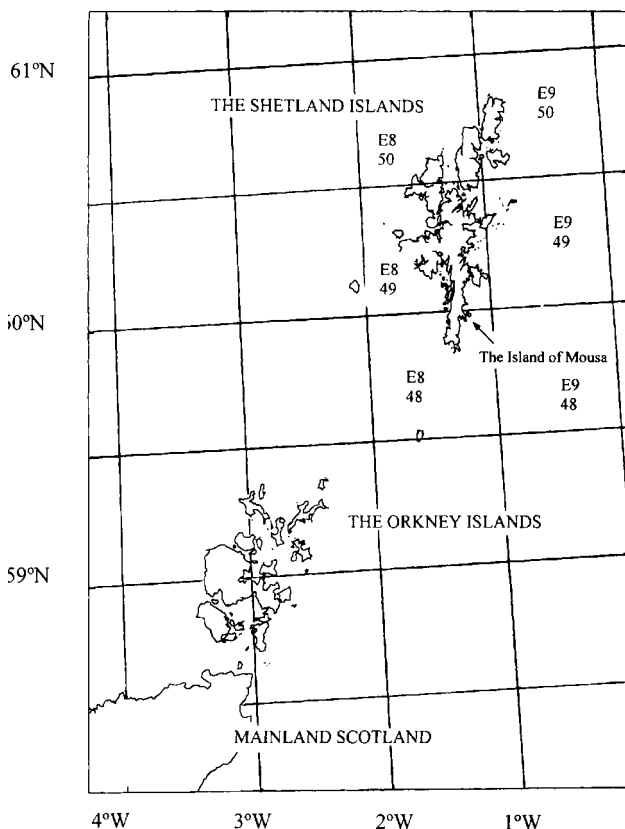 61°N
THE SHETLAND ISLANDS
E9
50
E8
50
E9
49
E8
49
50°N
The Island of Mousa
E8
48
E9
48
THE ORKNEY ISLANDS
59°N
MAINLAND SCOTLAND
4°W
3°W
2°W
1°W